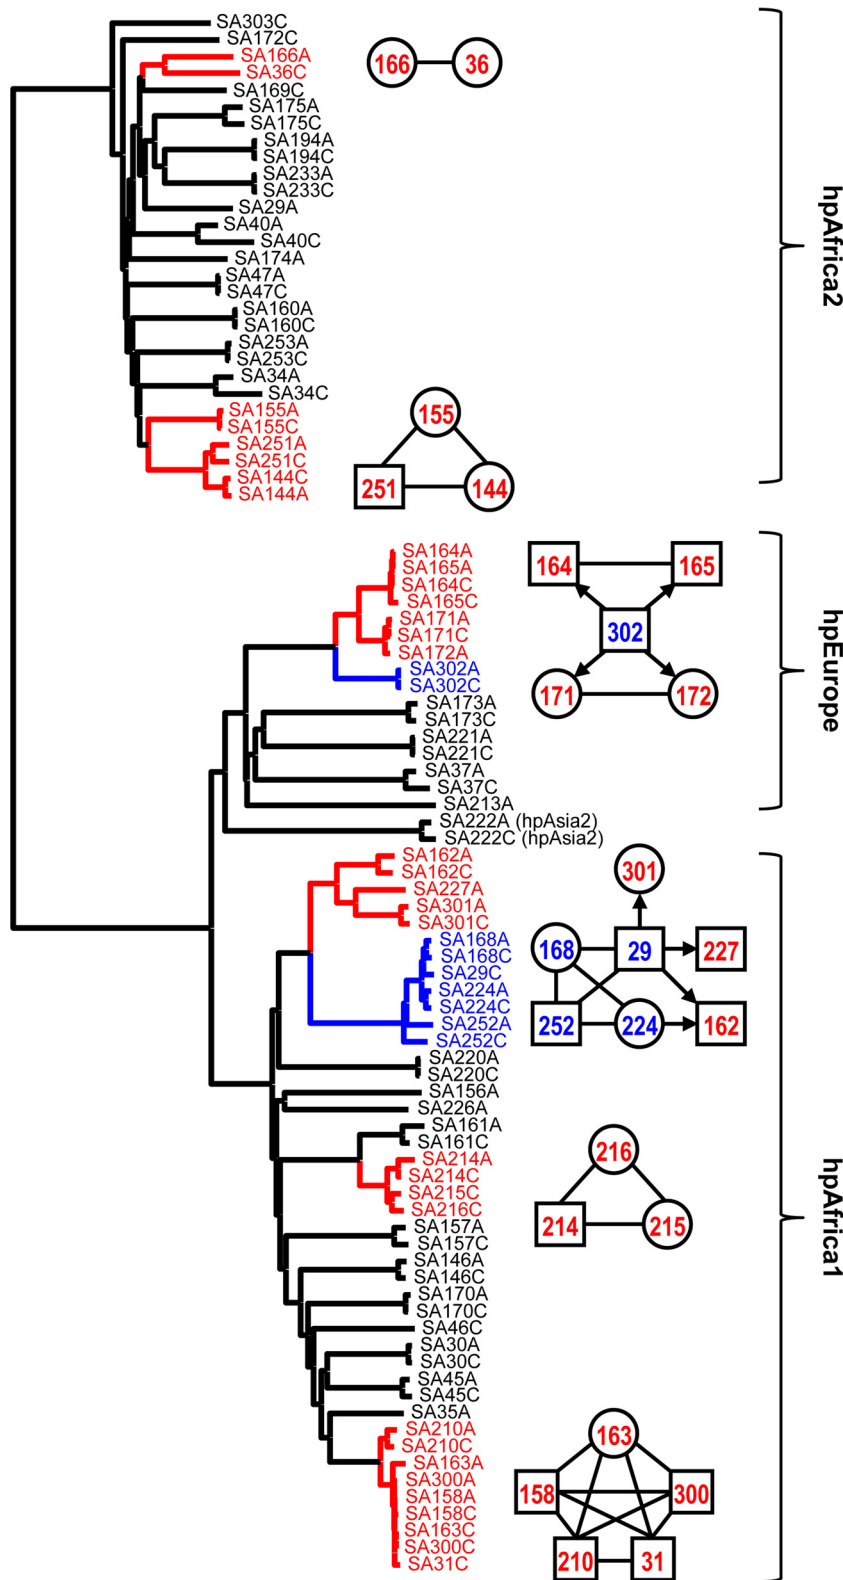 SA303C
SA172C
SA166A
SA36C
SA169C
SA175A
SA175C
SA194A
SA194C
SA233A
SA233C
SA29A
SA40A
SA40C
SA174A
SA47A
SA47C
SA160A
SA160C
SA253A
SA253C
SA34A
SA34C
SA155A
SA155C
SA251A
SA251C
SA144C
SA144A
166
36
155
251
144
hpAfrica2
SA164A
SA165A
SA164C
SA165C
SA171A
SA171C
SA172A
SA302A
SA302C
SA173A
SA173C
SA221A
SA221C
SA37A
SA37C
SA213A
SA222A (hpAsia2)
SA222C (hpAsia2)
164
165
302
171
172
hpEurope
SA162A
SA162C
SA227A
SA301A
SA301C
SA168A
SA168C
SA29C
SA224A
SA224C
SA252A
SA252C
SA220A
SA220C
SA156A
SA226A
SA161A
SA161C
SA214A
SA214C
SA215C
SA216C
SA157A
SA157C
SA146A
SA146C
SA170A
SA170C
SA46C
SA30A
SA30C
SA45A
SA45C
SA35A
SA210A
SA210C
SA163A
SA300A
SA158A
SA158C
SA163C
SA300C
SA31C
301
168
29
227
252
224
162
216
214
215
163
158
300
210
31
hpAfrica1